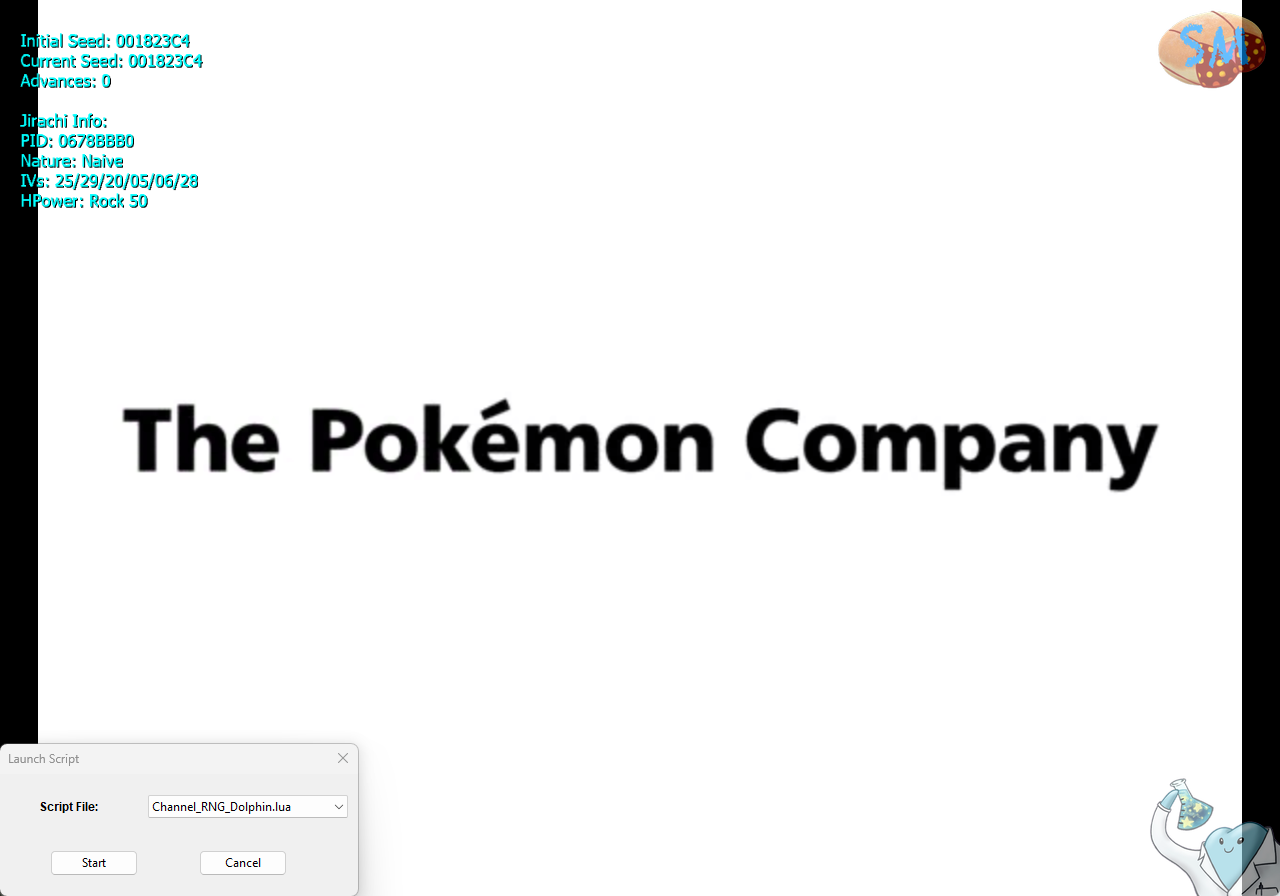 Initial Seed: 001823C4
Current Seed: 001823C4
Advances: 0
Jirachi Info:
PID: 0678BBB0
Nature: Naive
IVs: 25/29/20/05/06/28
HPower: Rock 50
SM
The Pokémon Company
Launch Script
Script File:
Channel_RNG_Dolphin.lua
Start
Cancel